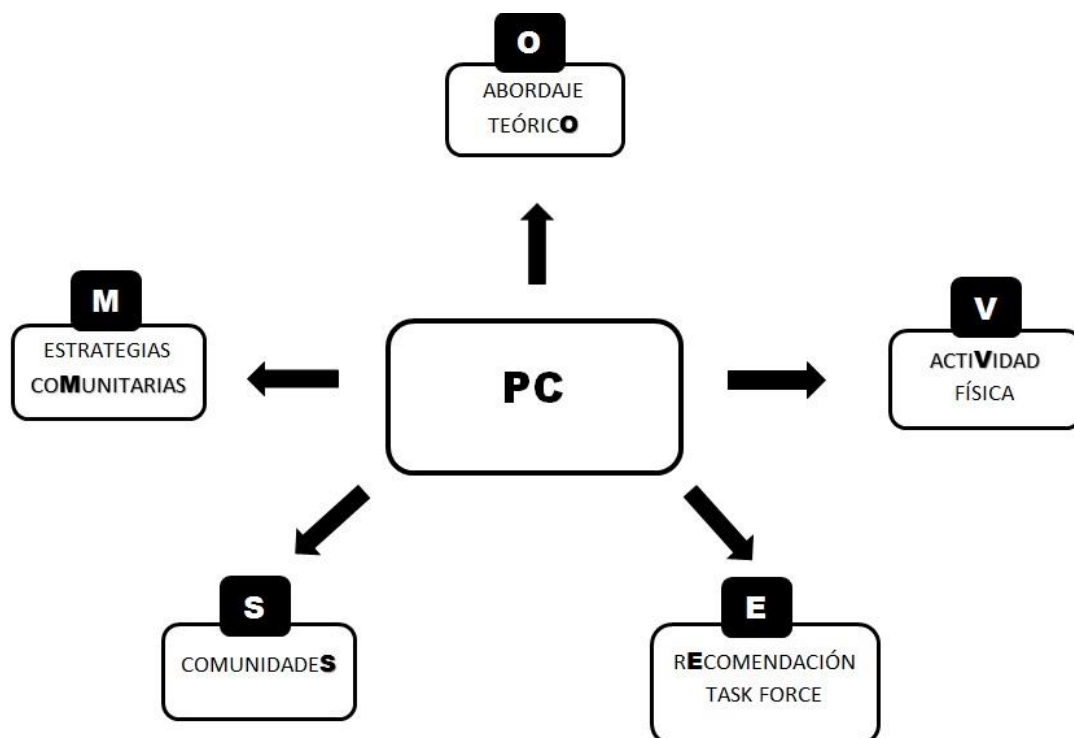 O
ABORDAJE
TEÓRICO
M
ESTRATEGIAS
COMUNITARIAS
PC
V
ACTIVIDAD
FÍSICA
S
COMUNIDADES
E
RECOMENDACIÓN
TASK FORCE